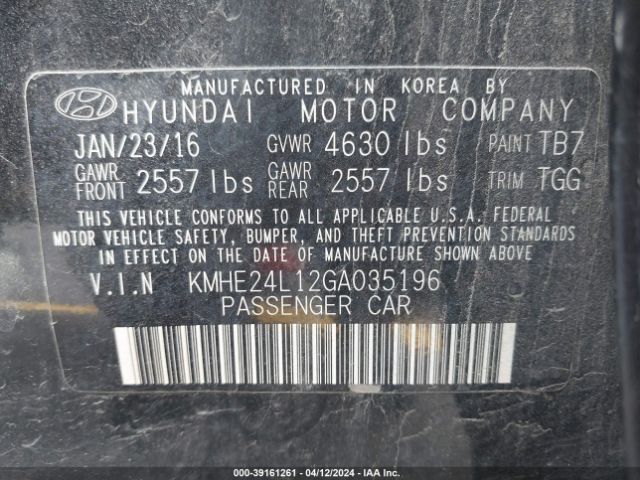 MANUFACTURED IN KOREA BY
HYUNDAI MOTOR COMPANY
JAN/23/16 GVWR 4630 lbs PAINT TB7
GAWR FRONT 2557 lbs GAWR REAR 2557 lbs TRIM TGG
THIS VEHICLE CONFORMS TO ALL APPLICABLE U.S.A. FEDERAL
MOTOR VEHICLE SAFETY, BUMPER, AND THEFT PREVENTION STANDARDS
IN EFFECT ON THE DATE OF MANUFACTURE SHOWN ABOVE
V.I.N KMHE24L12GA035196
PASSENGER CAR
000-39161261 - 04/12/2024 - IAA Inc.